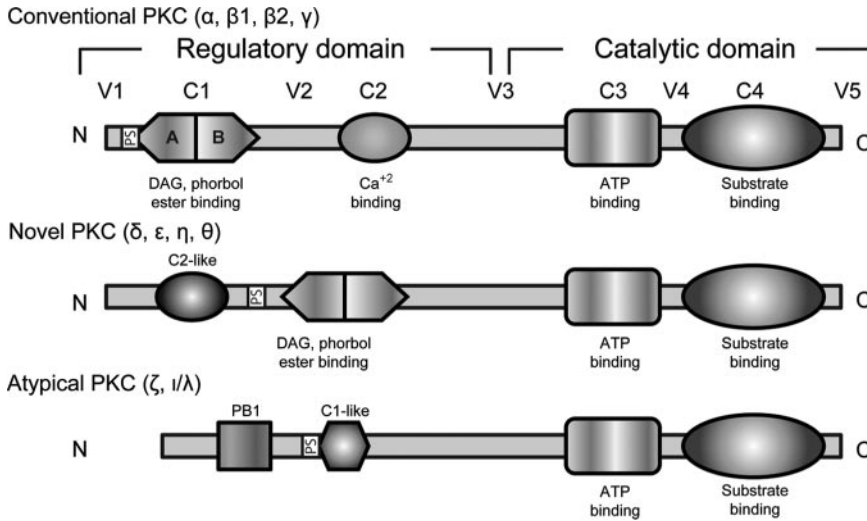 Conventional PKC (α, β1, β2, γ)
Regulatory domain Catalytic domain
V1 C1 V2 C2 V3 C3 V4 C4 V5
N PS A B C
DAG, phorbol ester binding
Ca+2 binding
ATP binding
Substrate binding
Novel PKC (δ, ε, η, θ)
C2-like
N PS C
DAG, phorbol ester binding
ATP binding
Substrate binding
Atypical PKC (ζ, ι/λ)
PB1 C1-like
N PS C
ATP binding
Substrate binding